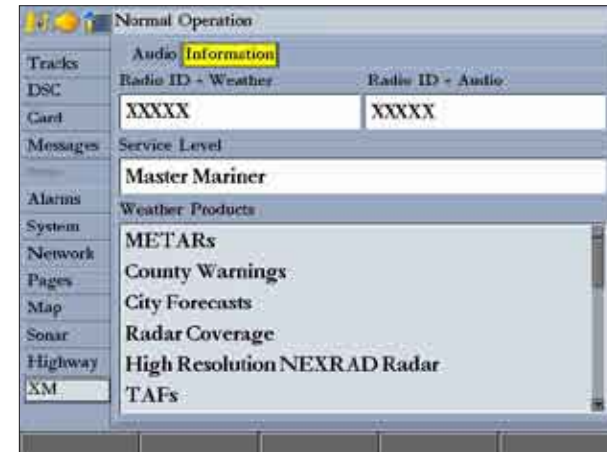 Normal Operation
Audio Information
Radio ID - Weather Radio ID - Audio
XXXXX XXXXX
Service Level
Master Mariner
Weather Products
METARs
County Warnings
City Forecasts
Radar Coverage
High Resolution NEXRAD Radar
TAFs
Tracks
DSC
Card
Messages
Alarms
System
Network
Pages
Map
Sonar
Highway
XM